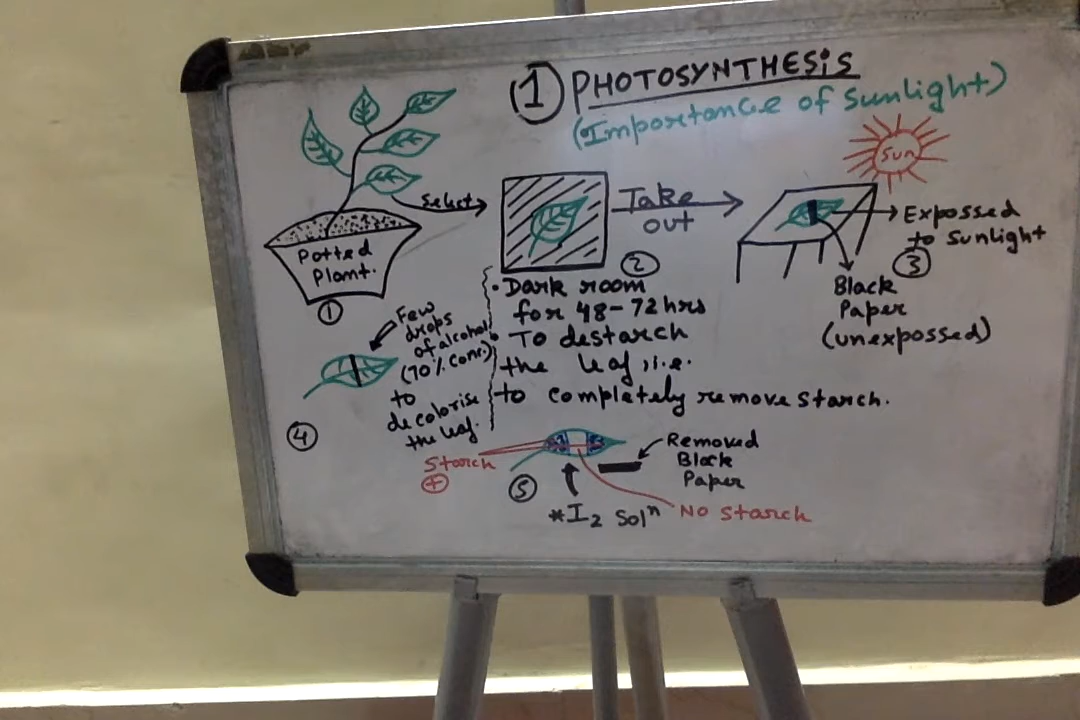 ① PHOTOSYNTHESIS
(Importance of Sunlight)
Sun
Select
Potted
Plant.
①
Take
out
②
Exposed
to Sunlight
③
Black
Paper
(unexpossed)
• Dark room
for 48-72 hrs
• To destarch
the leaf, i.e.
to completely remove starch.
Few
drops
of alcohol
(70% conc.)
to
decolorise
the leaf.
④
Starch
+
⑤
*I₂ Solⁿ
Removed
Black
Paper
No Starch